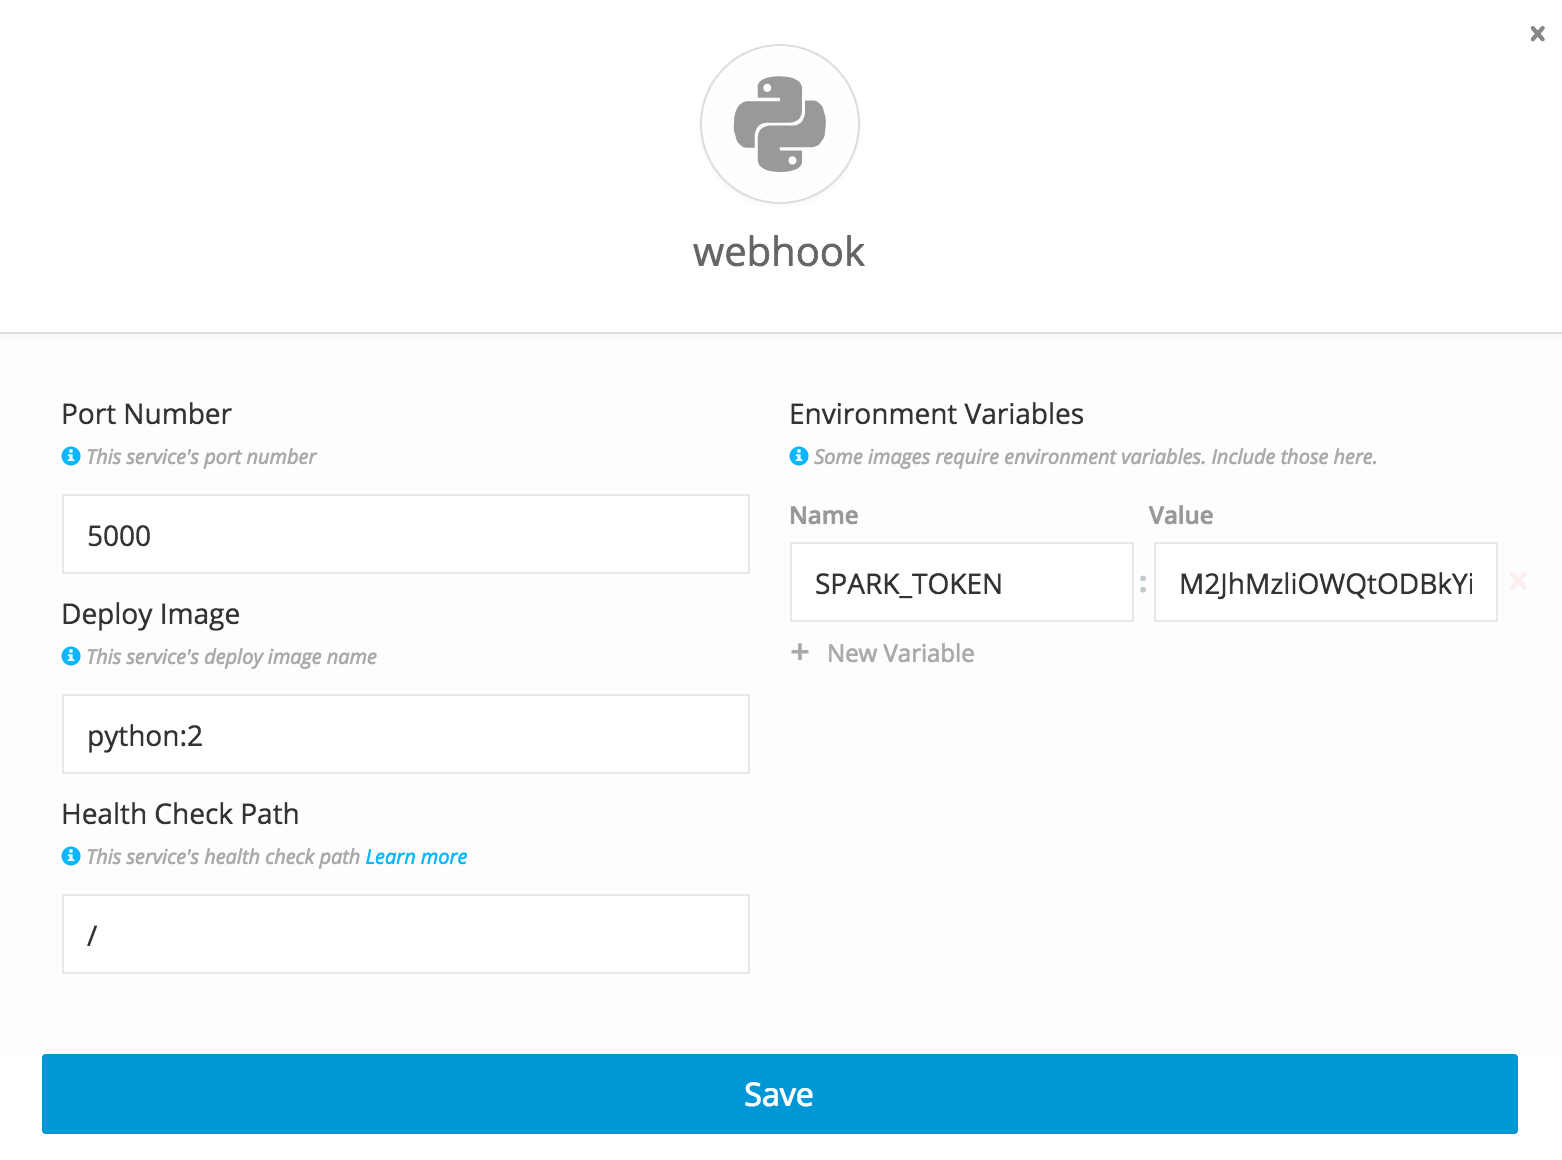 webhook
Port Number
This service's port number
5000
Deploy Image
This service's deploy image name
python:2
Health Check Path
This service's health check path Learn more
/
Environment Variables
Some images require environment variables. Include those here.
Name Value
SPARK_TOKEN : M2JhMzliOWQtODBkYi
+ New Variable
Save